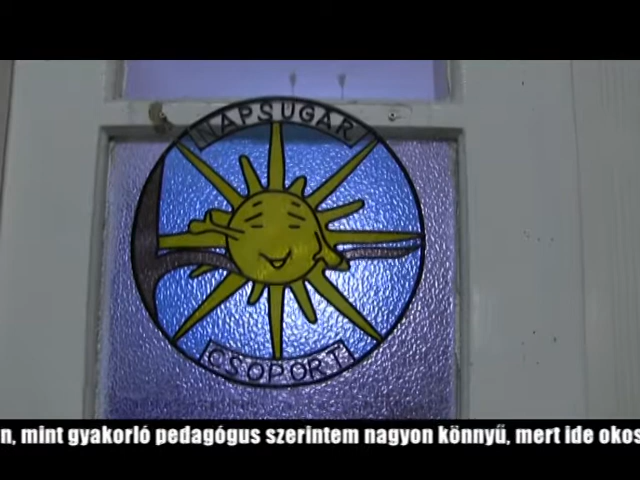 NAPSUGÁR
CSOPORT
n, mint gyakorló pedagógus szerintem nagyon könnyű, mert ide okos